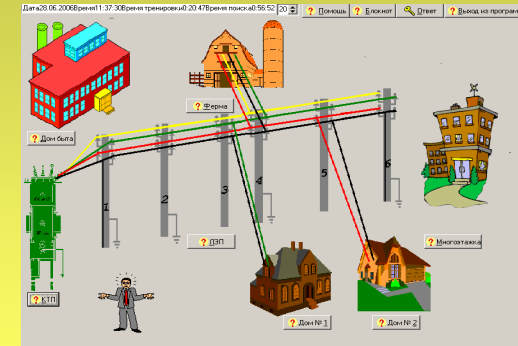 Дата28.06.2006Время11:37:30Время тренировки0:20:47Время поиска0:56:52 20 ? Помощь ? Блокнот Ответ ? Выход из програм
? Ферма
? Дом быта
1
2
3
4
5
6
? ЛЭП
? Многоэтажка
? КТП
? Дом № 1
? Дом № 2